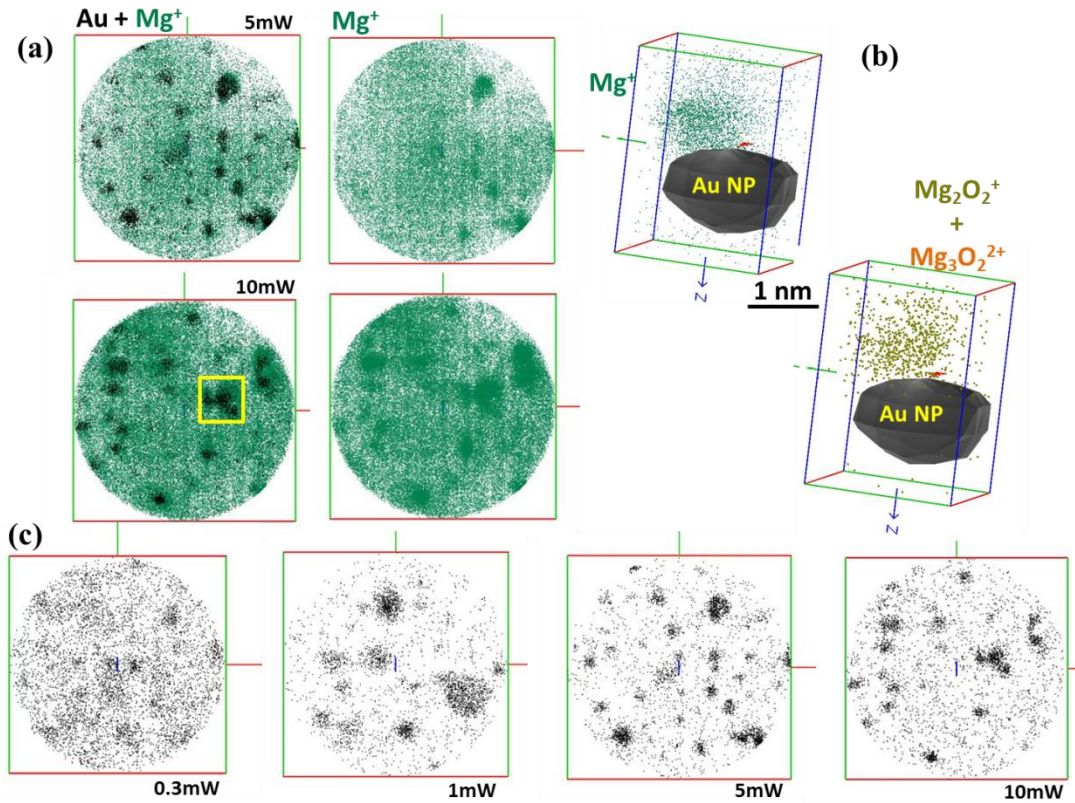 (a)
Au + Mg⁺
5mW
Mg⁺
10mW
(b)
Mg⁺
Au NP
Z
1 nm
Mg₂O₂⁺
+
Mg₃O₂²⁺
Au NP
Z
(c)
0.3mW
1mW
5mW
10mW